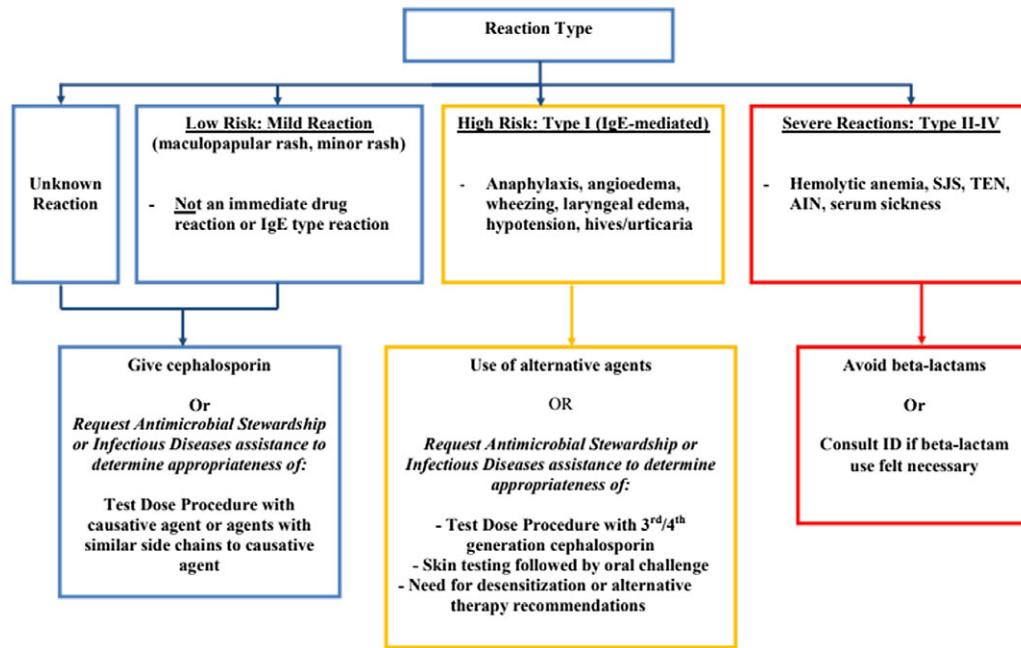 Reaction Type
Unknown
Reaction
Low Risk: Mild Reaction
(maculopapular rash, minor rash)
- Not an immediate drug
reaction or IgE type reaction
High Risk: Type I (IgE-mediated)
- Anaphylaxis, angioedema,
wheezing, laryngeal edema,
hypotension, hives/urticaria
Severe Reactions: Type II-IV
- Hemolytic anemia, SJS, TEN,
AIN, serum sickness
Give cephalosporin
Or
Request Antimicrobial Stewardship
or Infectious Diseases assistance to
determine appropriateness of:
Test Dose Procedure with
causative agent or agents with
similar side chains to causative
agent
Use of alternative agents
OR
Request Antimicrobial Stewardship or
Infectious Diseases assistance to determine
appropriateness of:
- Test Dose Procedure with 3rd/4th
generation cephalosporin
- Skin testing followed by oral challenge
- Need for desensitization or alternative
therapy recommendations
Avoid beta-lactams
Or
Consult ID if beta-lactam
use felt necessary